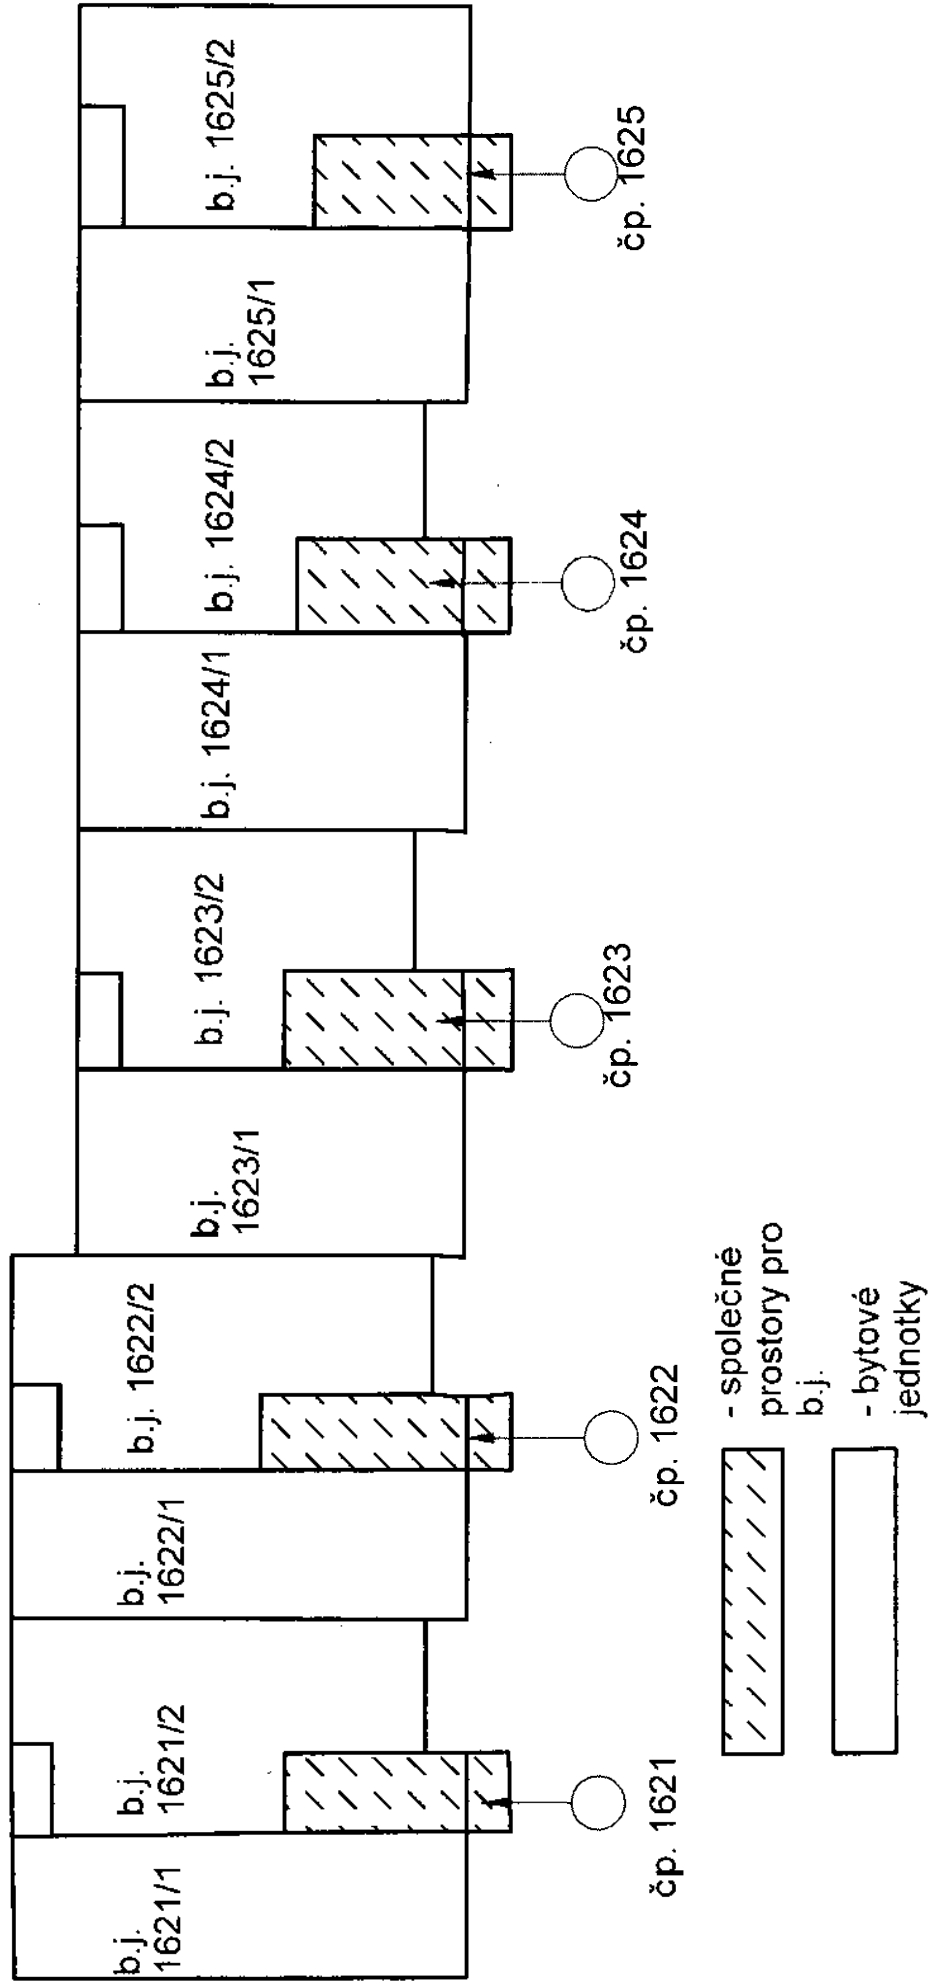 b.j.
1621/1
b.j.
1621/2
b.j.
1622/1
b.j. 1622/2
b.j.
1623/1
b.j. 1623/2
b.j. 1624/1
b.j. 1624/2
b.j.
1625/1
b.j. 1625/2
čp. 1621
čp. 1622
čp. 1623
čp. 1624
čp. 1625
- společné
prostory pro
b.j.
- bytové
jednotky